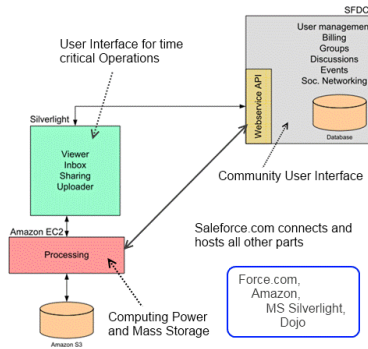 SFDC
User management
Billing
Groups
Discussions
Events
Soc. Networking
Webservice API
Database
User Interface for time
critical Operations
Silverlight
Viewer
Inbox
Sharing
Uploader
Community User Interface
Amazon EC2
Processing
Saleforce.com connects and
hosts all other parts
Computing Power
and Mass Storage
Amazon S3
Force.com,
Amazon,
MS Silverlight,
Dojo